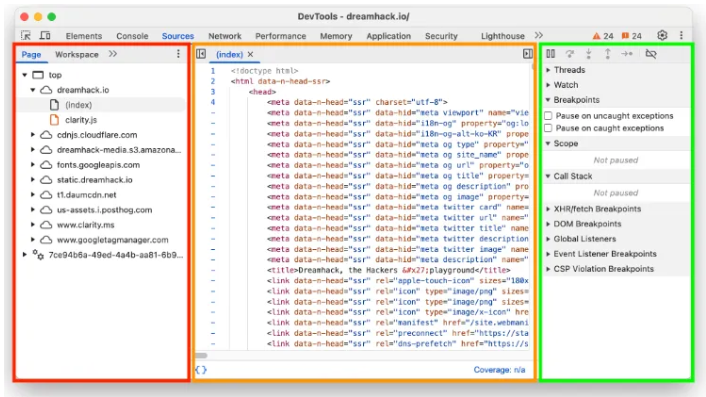 DevTools - dreamhack.io/
Elements Console Sources Network Performance Memory Application Security Lighthouse >> 24 24
Page Workspace >>
top
dreamhack.io
(index)
clarity.js
cdnjs.cloudflare.com
dreamhack-media.s3.amazona...
fonts.googleapis.com
static.dreamhack.io
t1.daumcdn.net
us-assets.i.posthog.com
www.clarity.ms
www.googletagmanager.com
7ce94b6a-49ed-4a4b-aa81-6b9...
(index) ×
1 <!doctype html>
2 <html data-n-head-ssr>
3 <head>
4 <meta data-n-head="ssr" charset="utf-8">
- <meta data-n-head="ssr" data-hid="meta viewport" name="vie
- <meta data-n-head="ssr" data-hid="i18n-og" property="og:lo
- <meta data-n-head="ssr" data-hid="i18n-og-alt-ko-KR" prope
- <meta data-n-head="ssr" data-hid="meta og type" property="
- <meta data-n-head="ssr" data-hid="meta og site_name" prope
- <meta data-n-head="ssr" data-hid="meta og url" property="o
- <meta data-n-head="ssr" data-hid="meta og title" property=
- <meta data-n-head="ssr" data-hid="meta og description" pro
- <meta data-n-head="ssr" data-hid="meta og image" property=
- <meta data-n-head="ssr" data-hid="meta twitter card" name=
- <meta data-n-head="ssr" data-hid="meta twitter url" name="
- <meta data-n-head="ssr" data-hid="meta twitter title" name
- <meta data-n-head="ssr" data-hid="meta twitter description
- <meta data-n-head="ssr" data-hid="meta twitter image" name
- <meta data-n-head="ssr" data-hid="meta description" name="
- <title>Dreamhack, the Hackers &#x27;playground</title>
- <link data-n-head="ssr" rel="apple-touch-icon" sizes="180x
- <link data-n-head="ssr" rel="icon" type="image/png" sizes=
- <link data-n-head="ssr" rel="icon" type="image/png" sizes=
- <link data-n-head="ssr" rel="icon" type="image/x-icon" hre
- <link data-n-head="ssr" rel="manifest" href="/site.webmani
- <link data-n-head="ssr" rel="preconnect" href="https://sta
- <link data-n-head="ssr" rel="dns-prefetch" href="https://s
{ } Coverage: n/a
Threads
Watch
Breakpoints
Pause on uncaught exceptions
Pause on caught exceptions
Scope
Not paused
Call Stack
Not paused
XHR/fetch Breakpoints
DOM Breakpoints
Global Listeners
Event Listener Breakpoints
CSP Violation Breakpoints